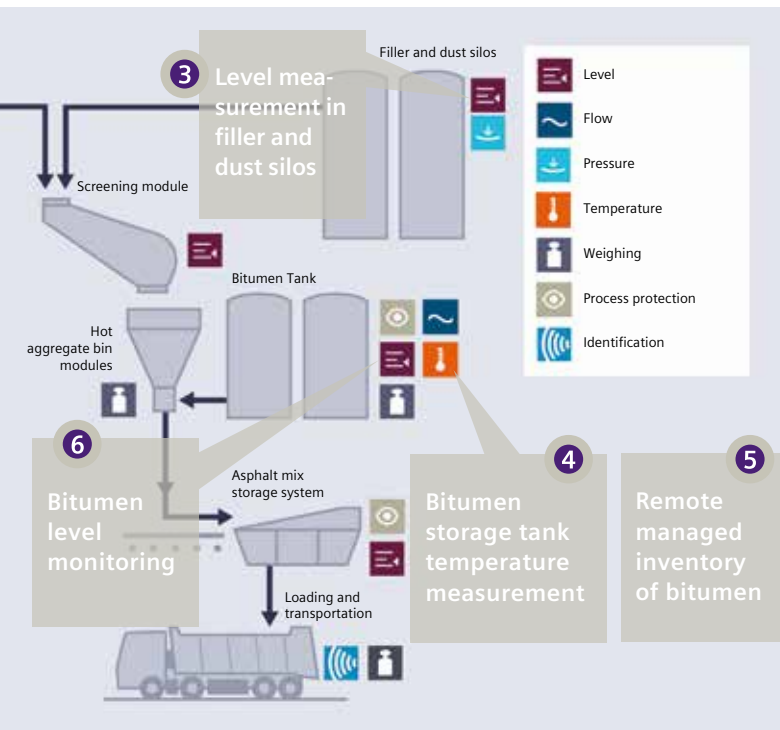 Filler and dust silos
3
Level mea-
surement in
filler and
dust silos
Level
Flow
Pressure
Temperature
Weighing
Process protection
Identification
Screening module
Bitumen Tank
Hot
aggregate bin
modules
6
Bitumen
level
monitoring
Asphalt mix
storage system
4
Bitumen
storage tank
temperature
measurement
5
Remote
managed
inventory
of bitumen
Loading and
transportation